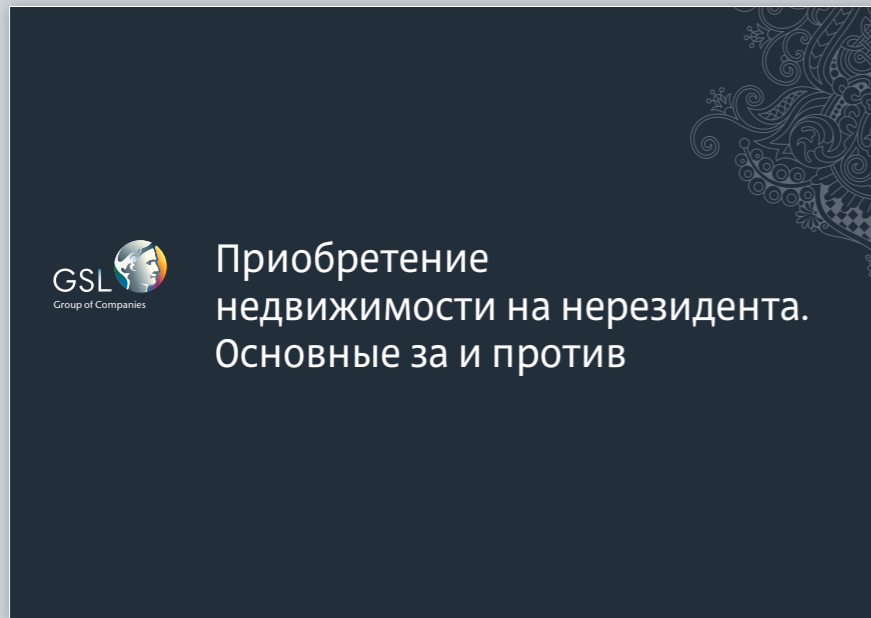 GSL
Group of Companies
Приобретение
недвижимости на нерезидента.
Основные за и против